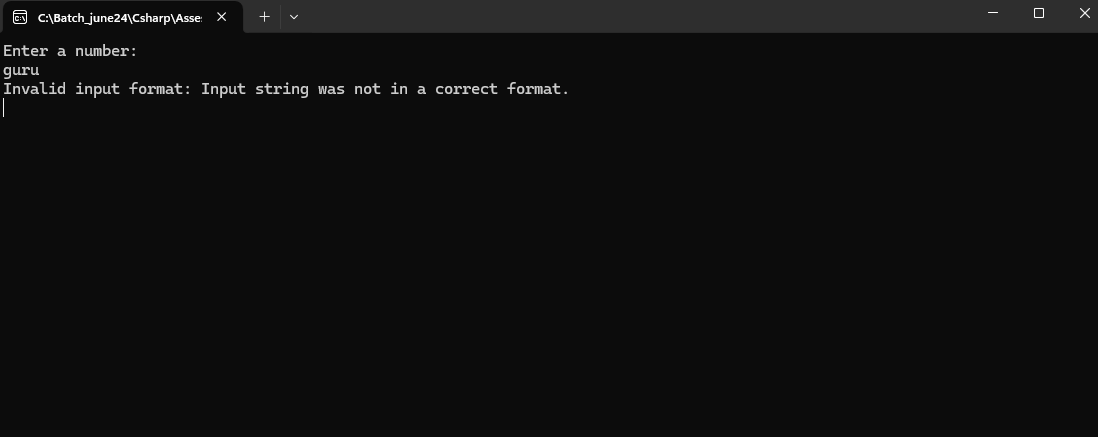 C:\Batch_june24\Csharp\Asse
Enter a number:
guru
Invalid input format: Input string was not in a correct format.